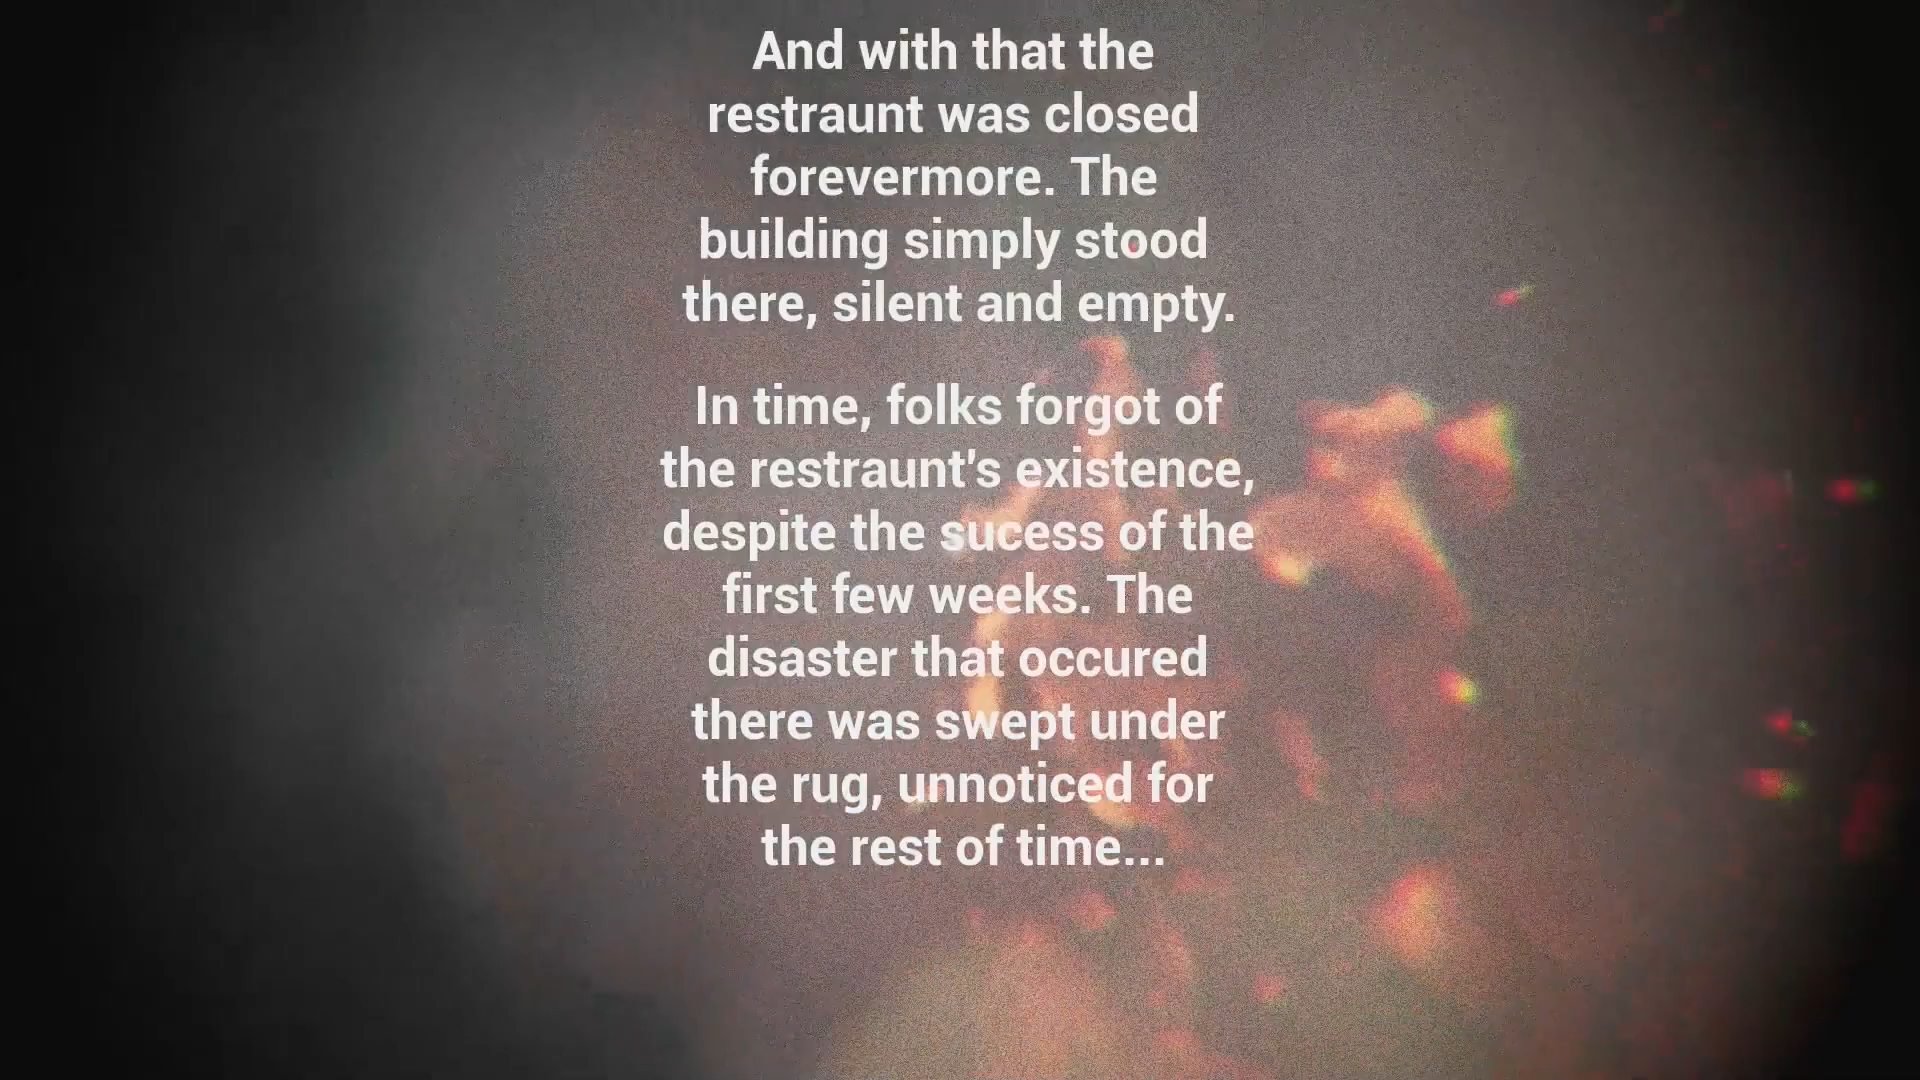 And with that the
restraunt was closed
forevermore. The
building simply stood
there, silent and empty.
In time, folks forgot of
the restraunt's existence,
despite the sucess of the
first few weeks. The
disaster that occured
there was swept under
the rug, unnoticed for
the rest of time...